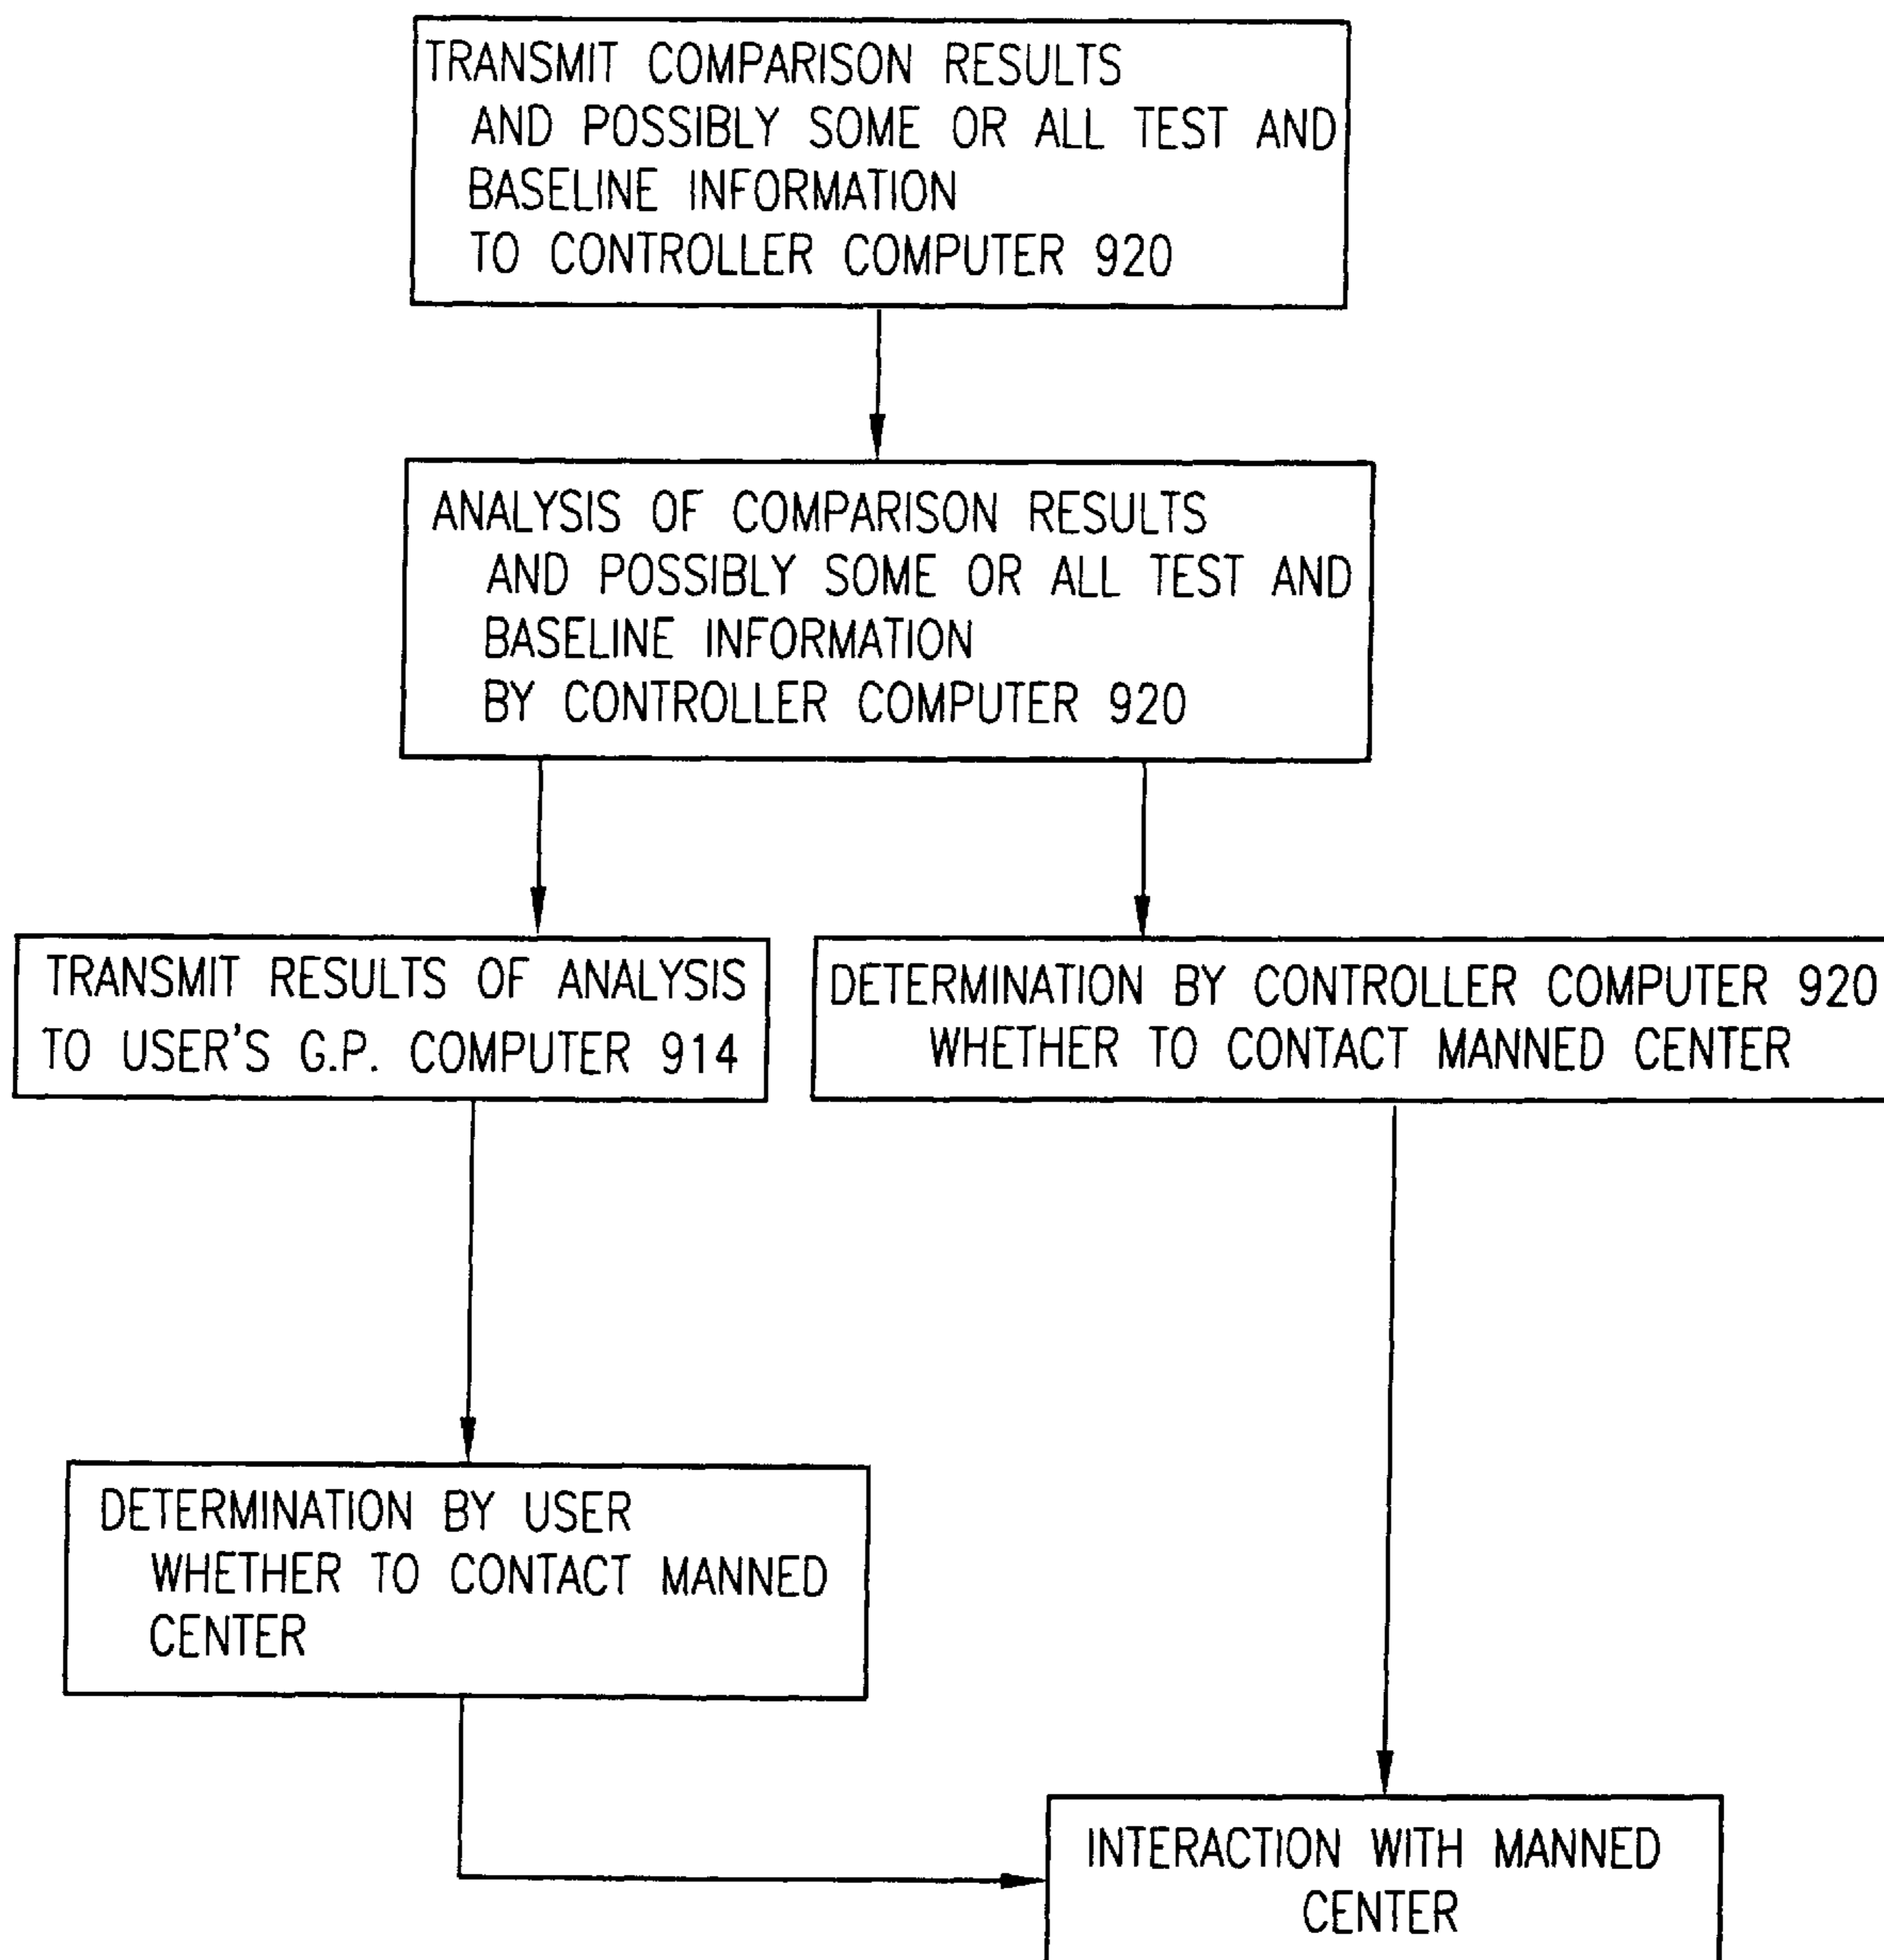 TRANSMIT COMPARISON RESULTS
AND POSSIBLY SOME OR ALL TEST AND
BASELINE INFORMATION
TO CONTROLLER COMPUTER 920
ANALYSIS OF COMPARISON RESULTS
AND POSSIBLY SOME OR ALL TEST AND
BASELINE INFORMATION
BY CONTROLLER COMPUTER 920
TRANSMIT RESULTS OF ANALYSIS
TO USER'S G.P. COMPUTER 914
DETERMINATION BY CONTROLLER COMPUTER 920
WHETHER TO CONTACT MANNED CENTER
DETERMINATION BY USER
WHETHER TO CONTACT MANNED
CENTER
INTERACTION WITH MANNED
CENTER